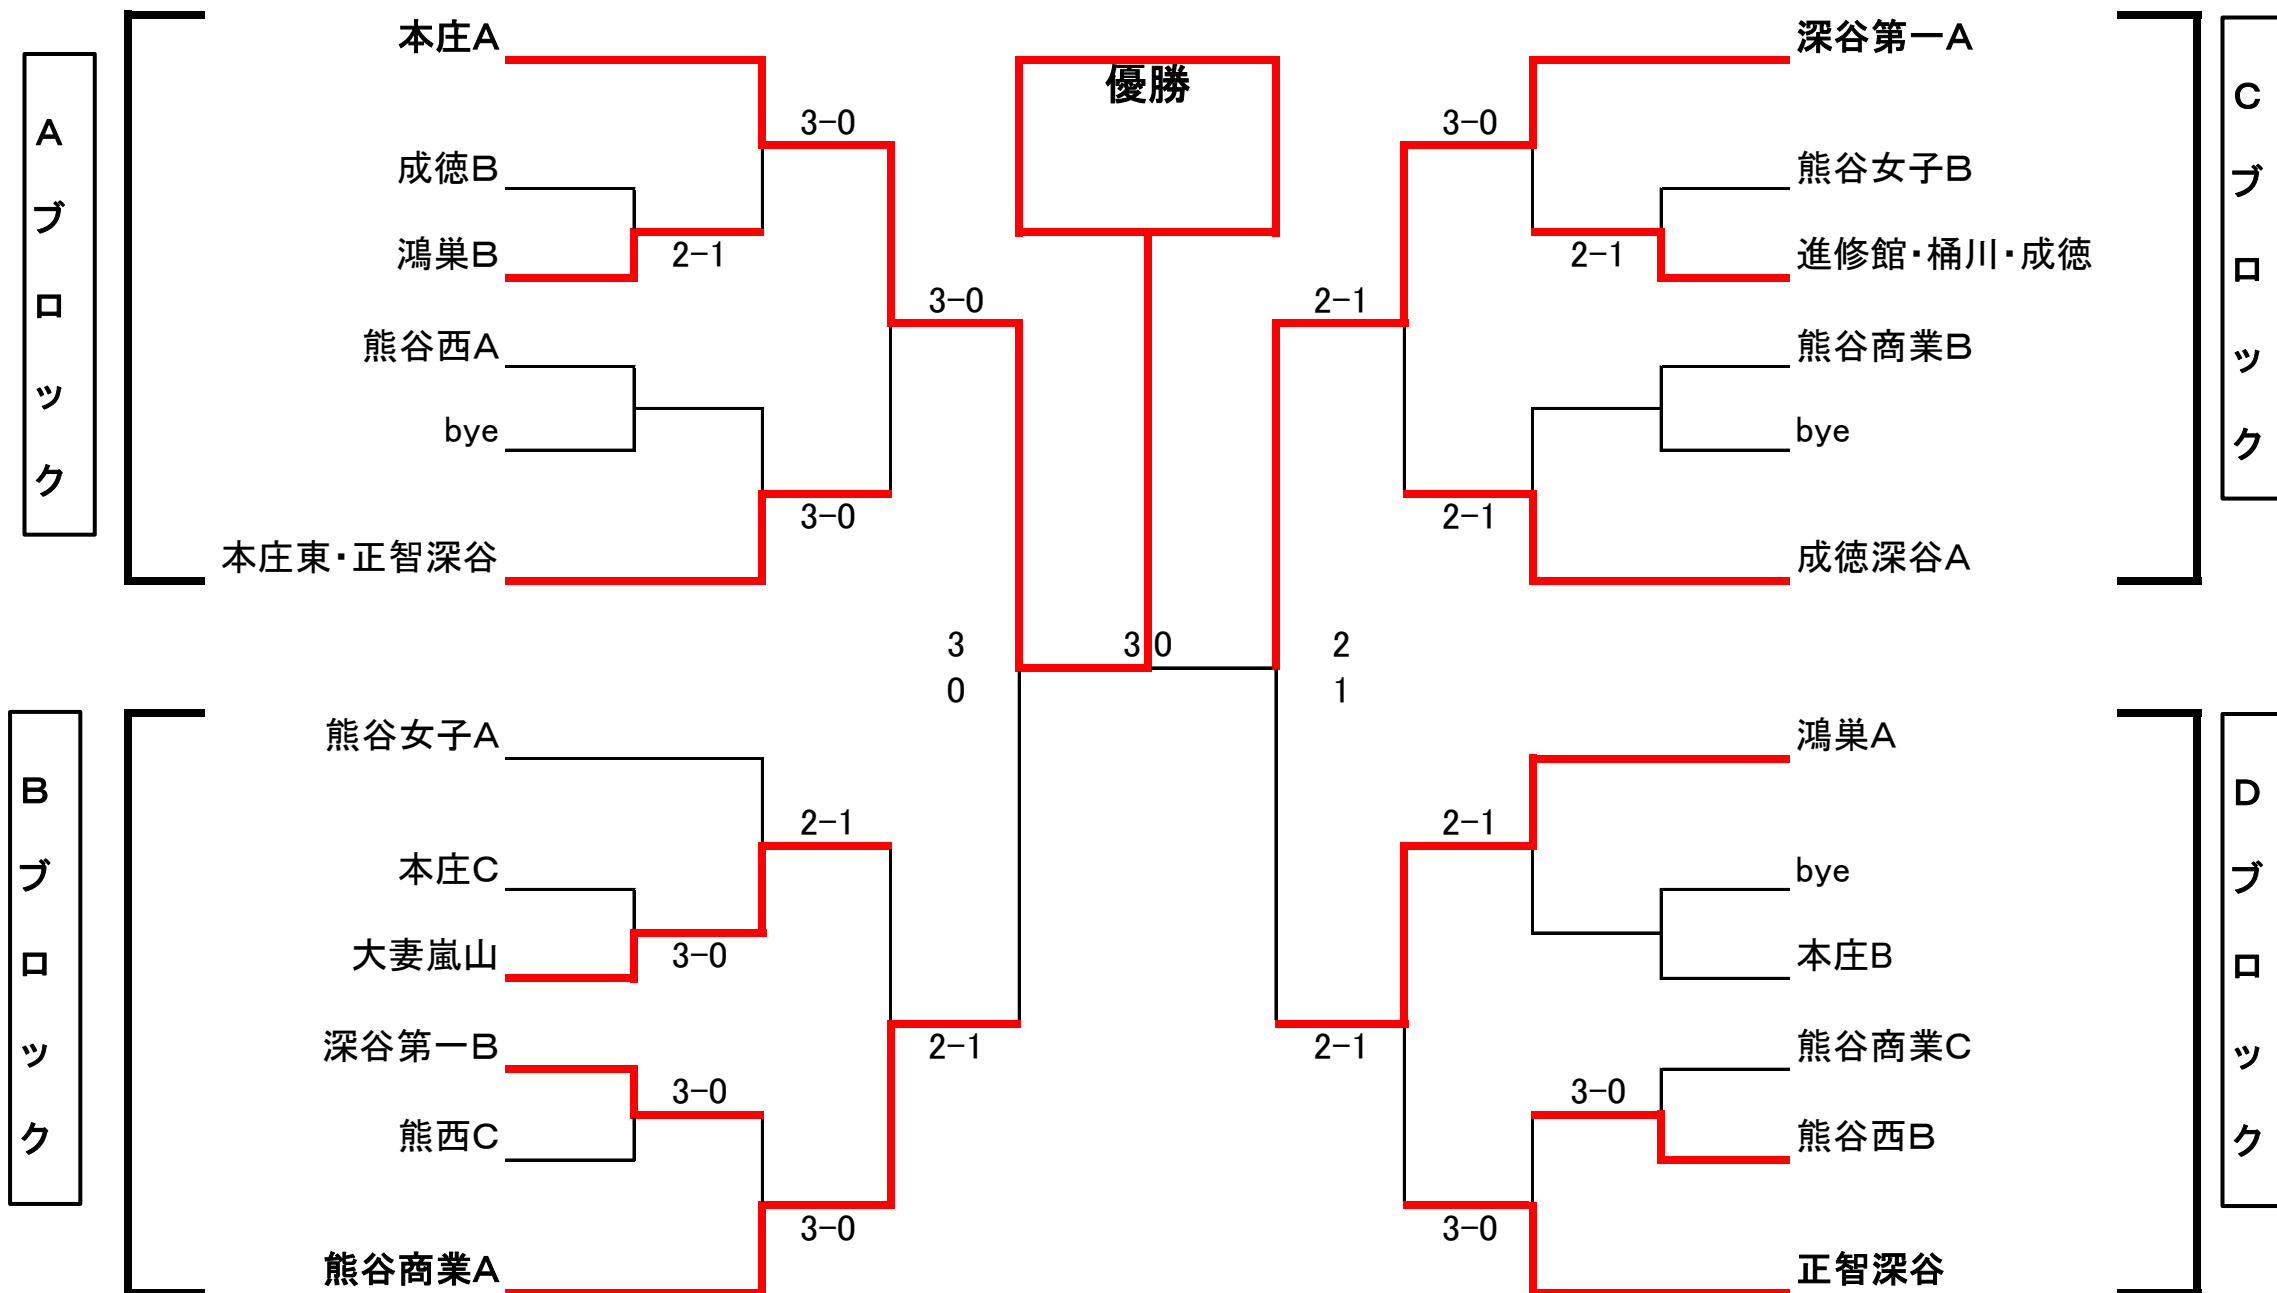 Aブロック
本庄A
3-0
成徳B
鴻巣B
2-1
熊谷西A
bye
3-0
本庄東・正智深谷
3-0
Bブロック
熊谷女子A
2-1
本庄C
大妻嵐山
3-0
深谷第一B
3-0
熊西C
3-0
熊谷商業A
2-1
3
0
優勝
3 0
2
1
Cブロック
深谷第一A
3-0
熊谷女子B
進修館・桶川・成徳
2-1
熊谷商業B
bye
2-1
成徳深谷A
2-1
Dブロック
鴻巣A
2-1
bye
本庄B
熊谷商業C
3-0
熊谷西B
3-0
正智深谷
2-1